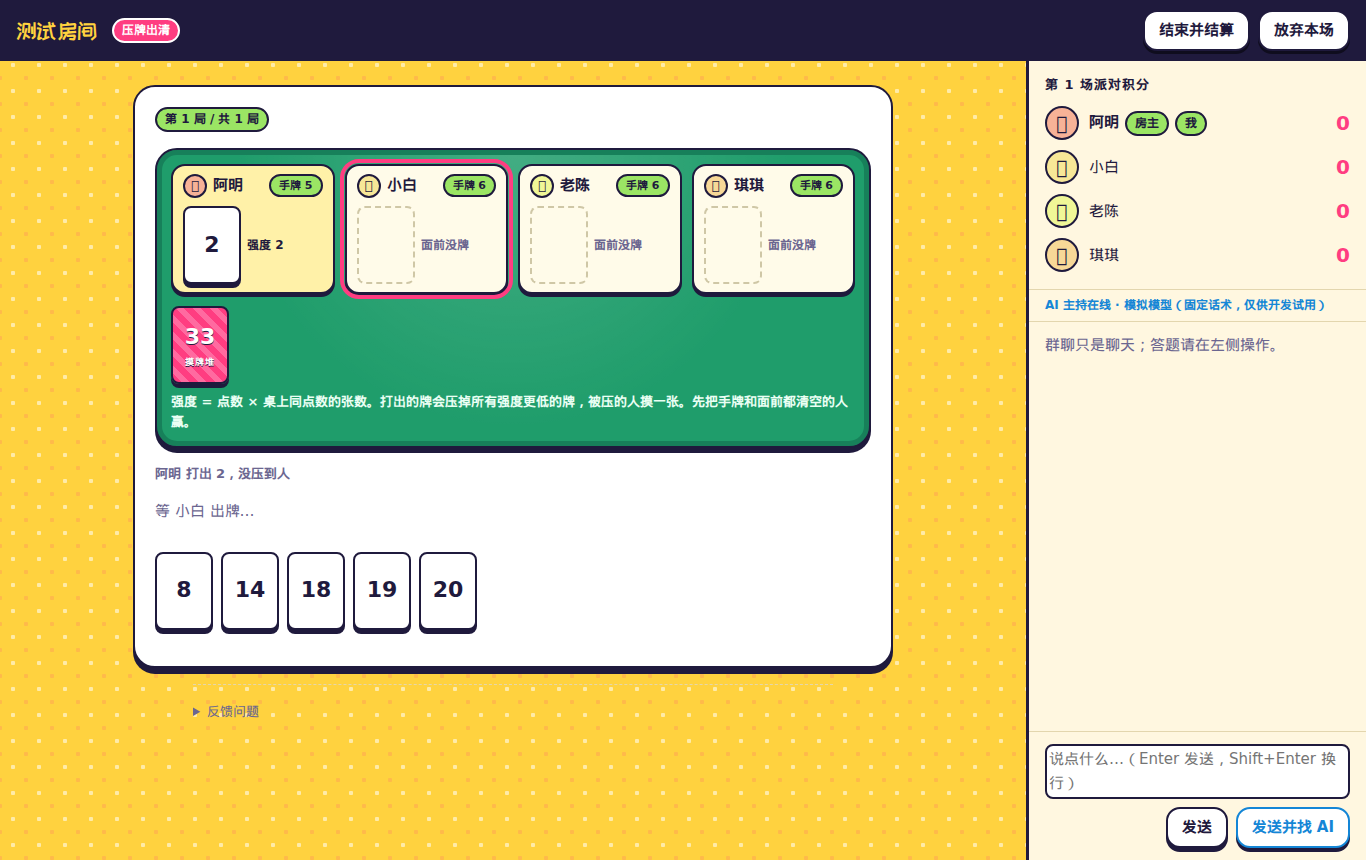 测试房间 压牌出清 结束并结算 放弃本场
第 1 局 / 共 1 局
阿明 手牌 5 小白 手牌 6 老陈 手牌 6 琪琪 手牌 6
2 强度 2 面前没牌 面前没牌 面前没牌
33
摸牌堆
强度 = 点数 × 桌上同点数的张数。打出的牌会压掉所有强度更低的牌，被压的人摸一张。先把手牌和面前都清空的人
赢。
阿明 打出 2，没压到人
等 小白 出牌…
8 14 18 19 20
▶ 反馈问题
第 1 场派对积分
阿明 房主 我 0
小白 0
老陈 0
琪琪 0
AI 主持在线 · 模拟模型（固定话术，仅供开发试用）
群聊只是聊天；答题请在左侧操作。
说点什么…（Enter 发送，Shift+Enter 换
行）
发送 发送并找 AI